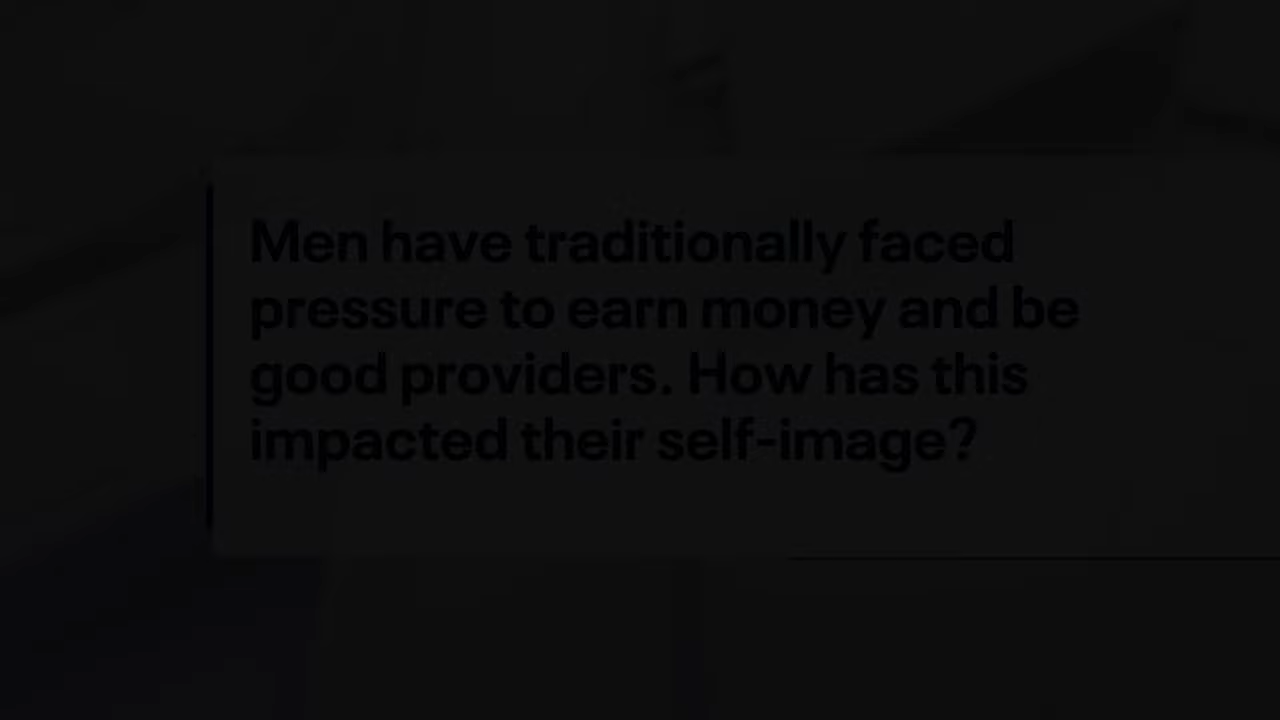 Men have traditionally faced
pressure to earn money and be
good providers. How has this
impacted their self-image?